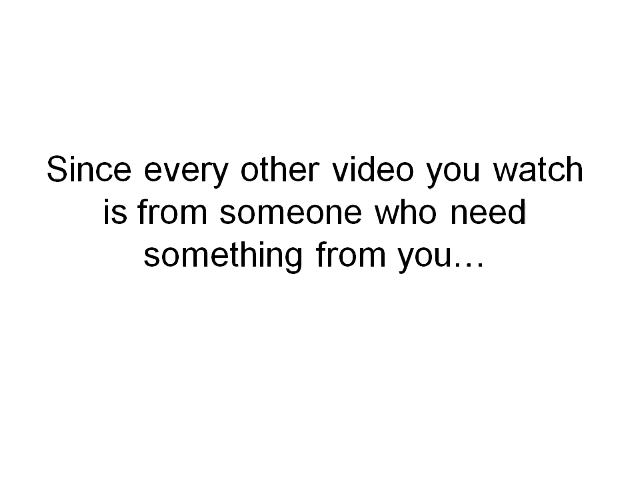 Since every other video you watch
is from someone who need
something from you…